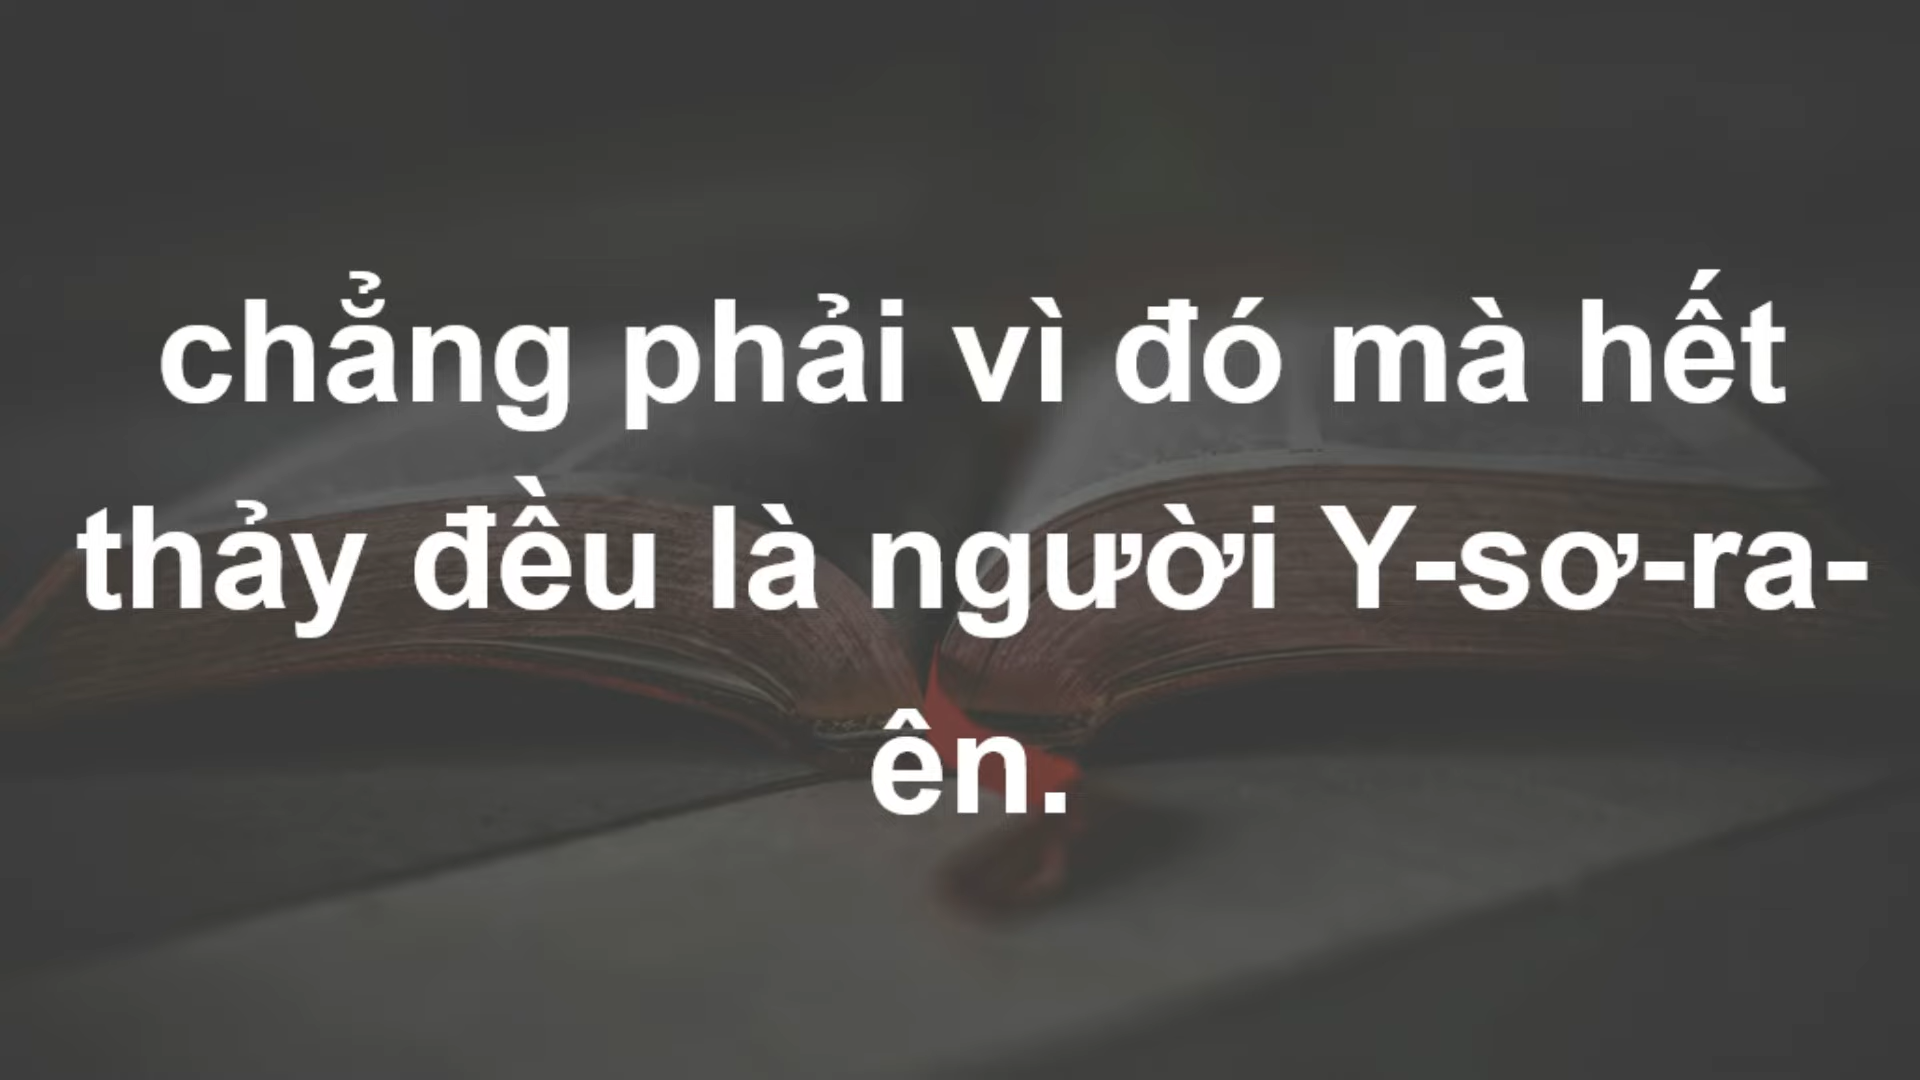 chẳng phải vì đó mà hết
thảy đều là người Y-sơ-ra-
ên.